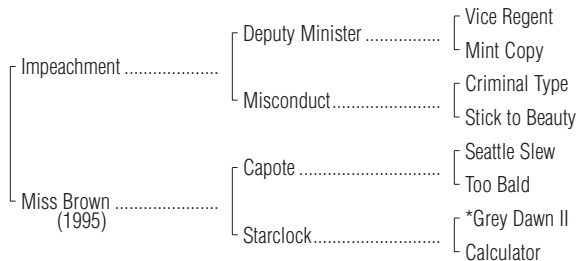 Vice Regent
Deputy Minister ................
Mint Copy
Impeachment ....................
Criminal Type
Misconduct.......................
Stick to Beauty
Seattle Slew
Capote ............................
Too Bald
Miss Brown ......................
(1995)
*Grey Dawn II
Starclock...........................
Calculator